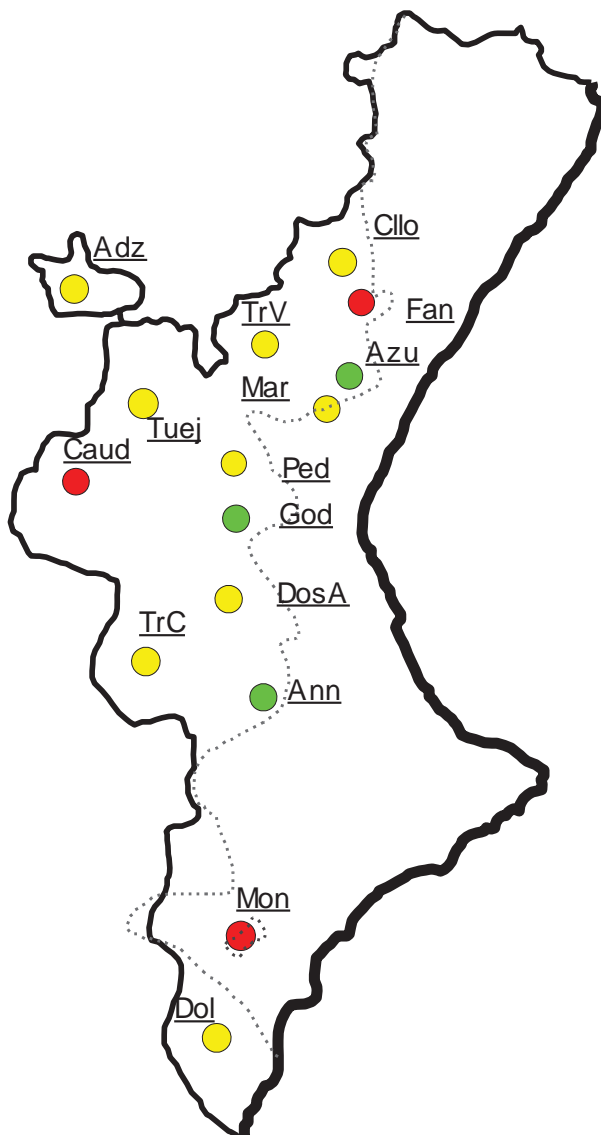 Cllo
Adz
Fan
TrV
Azu
Mar
Tuej
Caud
Ped
God
DosA
TrC
Ann
Mon
Dol